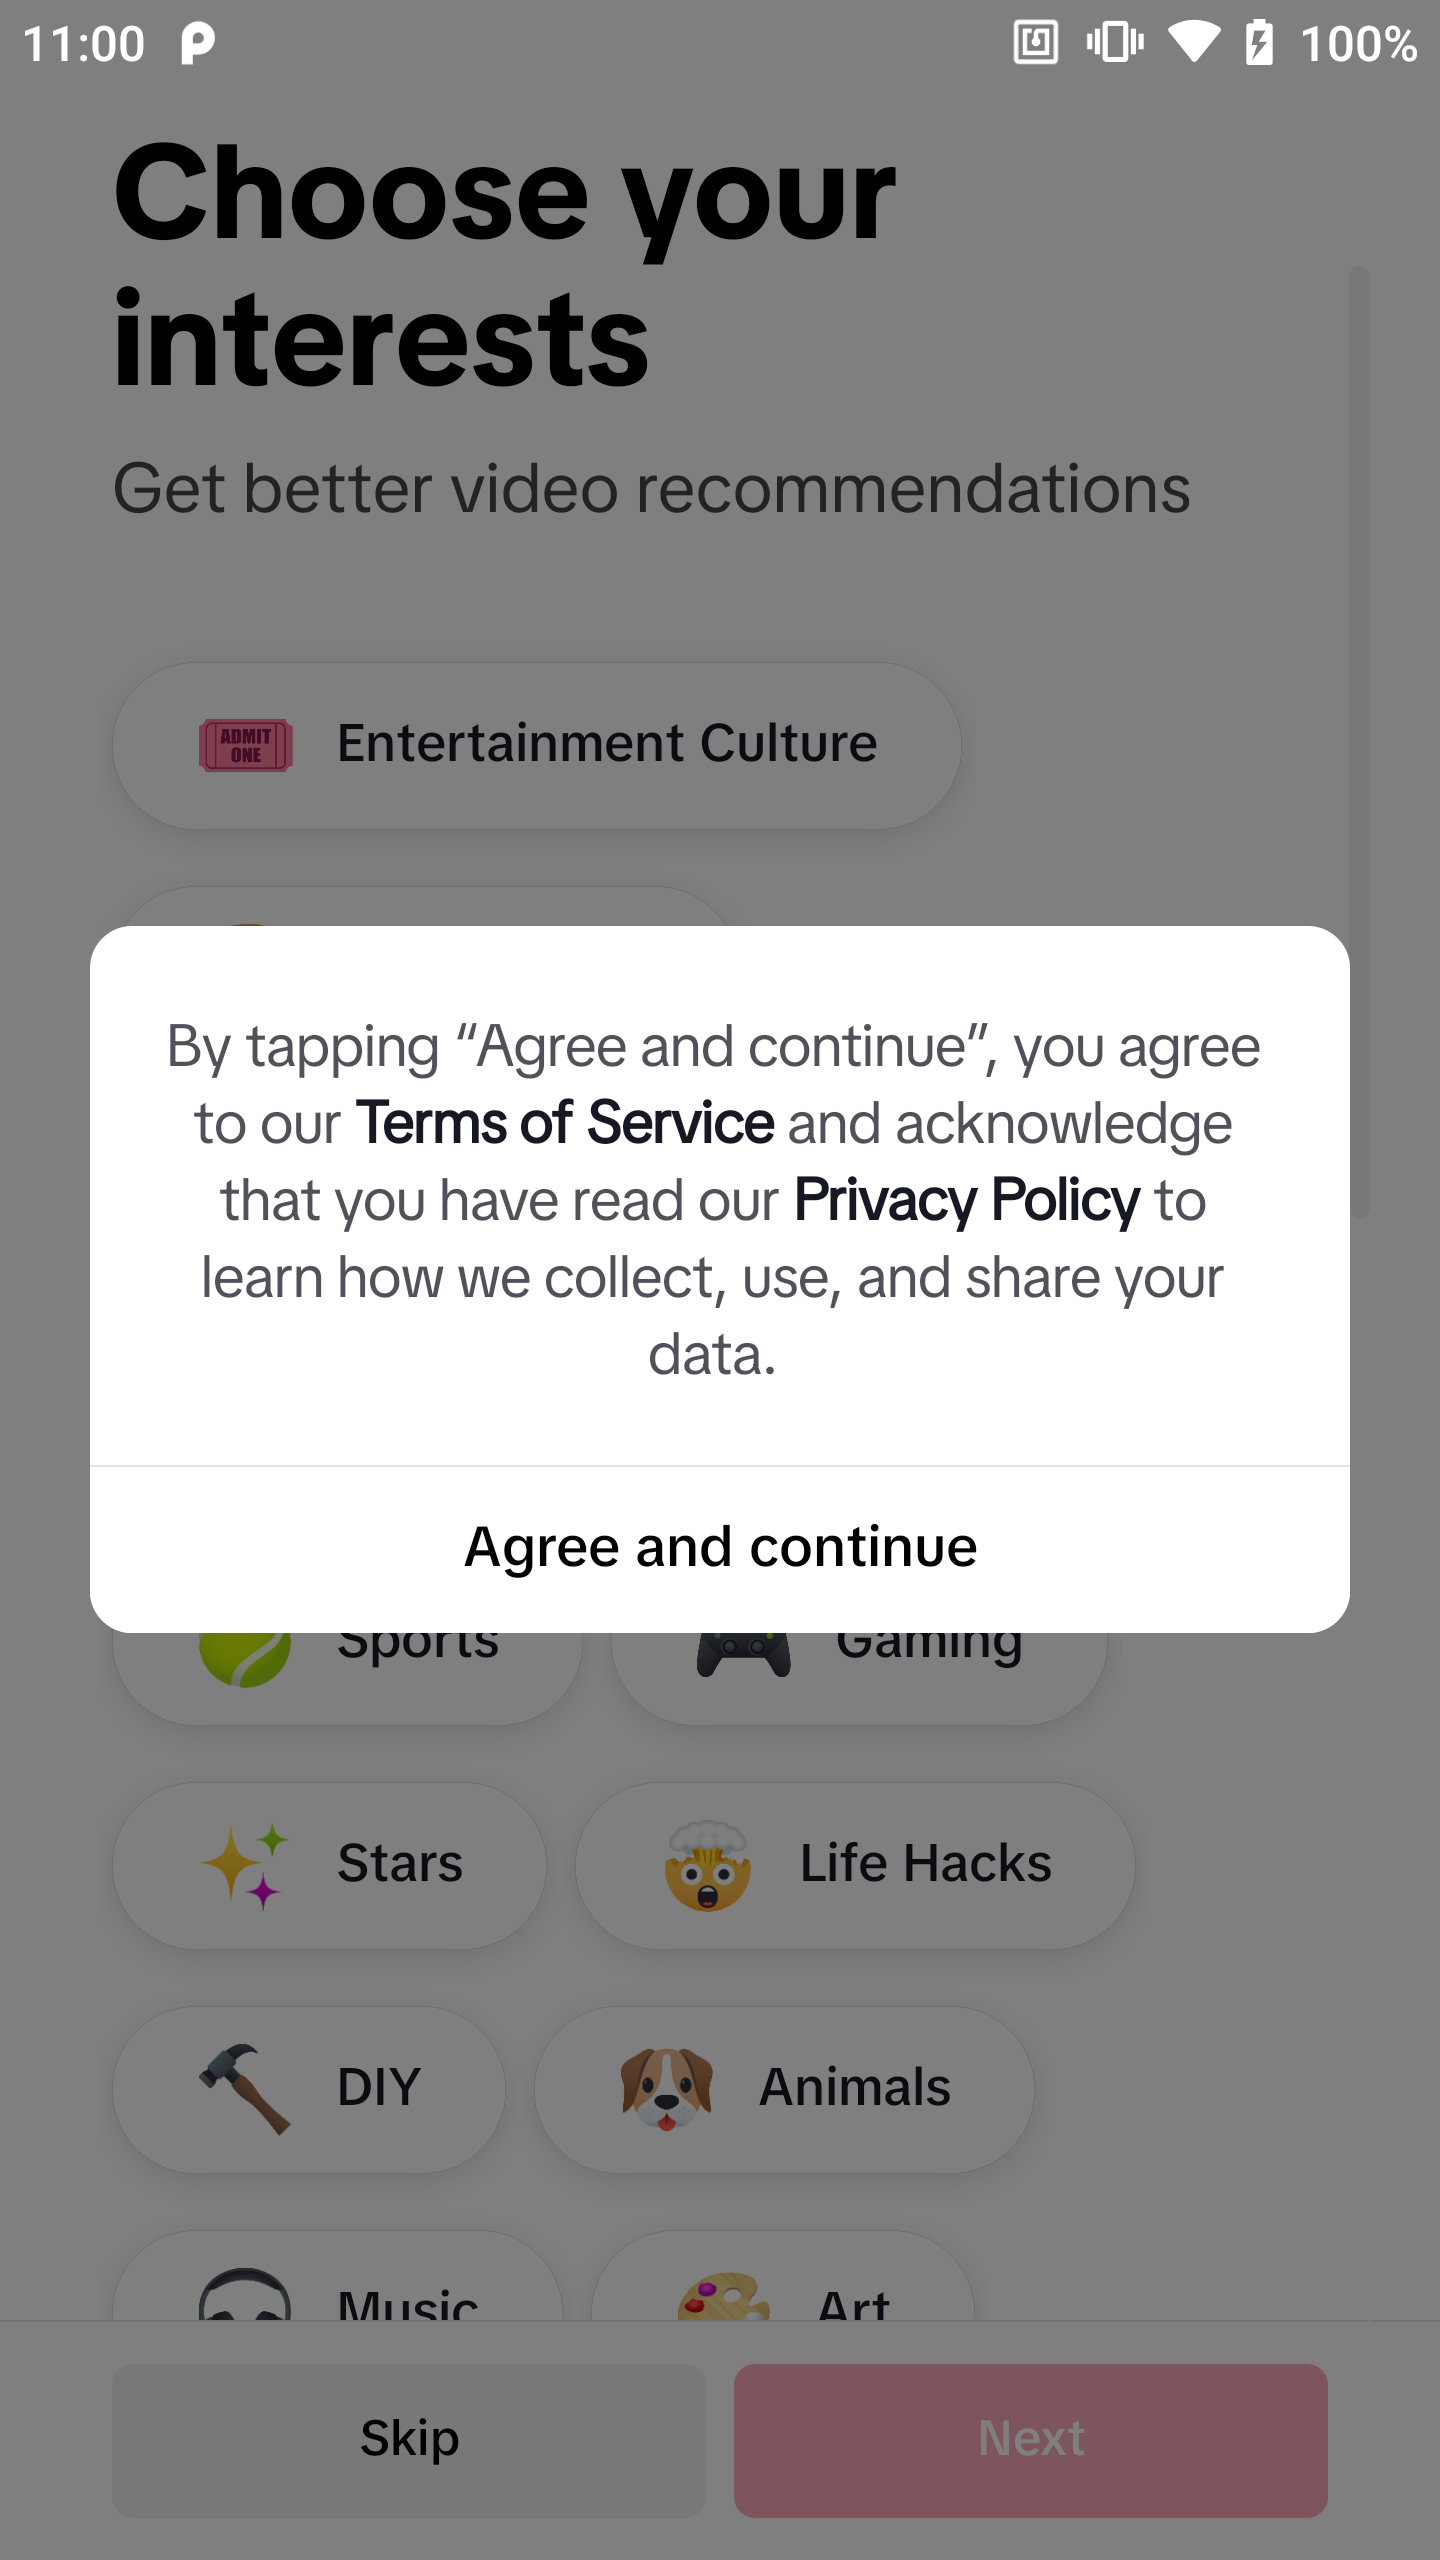 11:00
100%
Choose your
interests
Get better video recommendations
ADMIT
ONE
Entertainment Culture
By tapping “Agree and continue”, you agree
to our Terms of Service and acknowledge
that you have read our Privacy Policy to
learn how we collect, use, and share your
data.
Agree and continue
Sports
Gaming
Stars
Life Hacks
DIY
Animals
Music
Art
Skip
Next